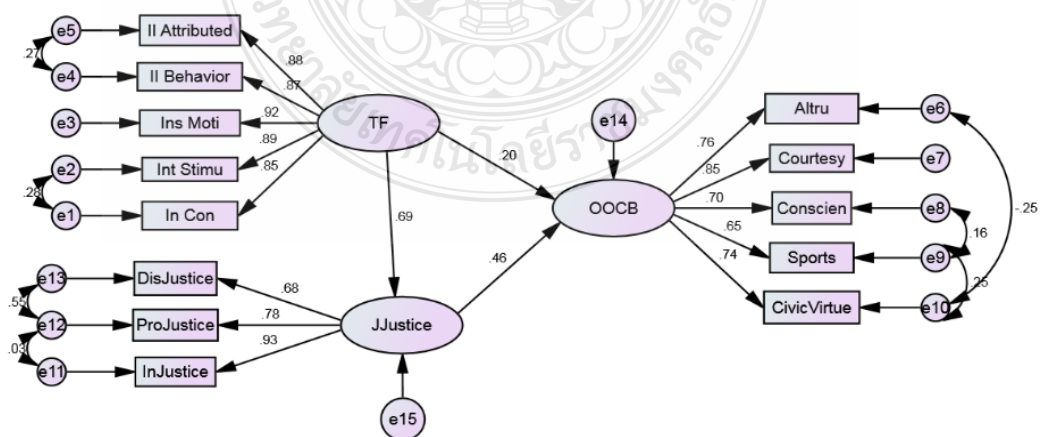 e5
II Attributed
.27
.88
e4
II Behavior
.87
e3
Ins Moti
.92
TF
e2
Int Stimu
.89
.28
.85
e1
In Con
e14
.20
.69
OOCB
.46
.76
Altru
e6
.85
Courtesy
e7
.70
Conscien
e8
-.25
.65
.16
Sports
e9
.74
.25
CivicVirtue
e10
e13
DisJustice
.68
.55
e12
ProJustice
.78
JJustice
.03
.93
e11
InJustice
e15